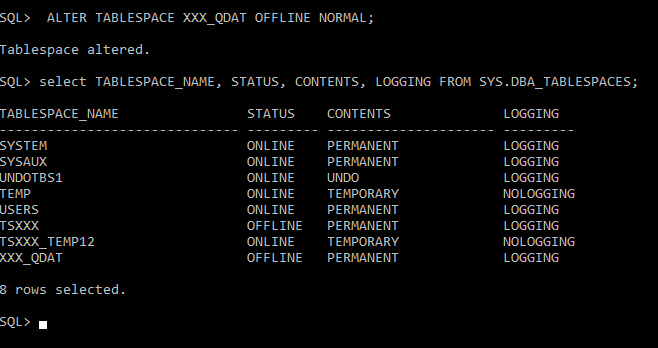 SQL>  ALTER TABLESPACE XXX_QDAT OFFLINE NORMAL;
Tablespace altered.
SQL> select TABLESPACE_NAME, STATUS, CONTENTS, LOGGING FROM SYS.DBA_TABLESPACES;
TABLESPACE_NAME                STATUS    CONTENTS              LOGGING
------------------------------ --------- --------------------- ---------
SYSTEM                         ONLINE    PERMANENT             LOGGING
SYSAUX                         ONLINE    PERMANENT             LOGGING
UNDOTBS1                       ONLINE    UNDO                  LOGGING
TEMP                           ONLINE    TEMPORARY             NOLOGGING
USERS                          ONLINE    PERMANENT             LOGGING
TSXXX                          OFFLINE   PERMANENT             LOGGING
TSXXX_TEMP12                   ONLINE    TEMPORARY             NOLOGGING
XXX_QDAT                       OFFLINE   PERMANENT             LOGGING
8 rows selected.
SQL>